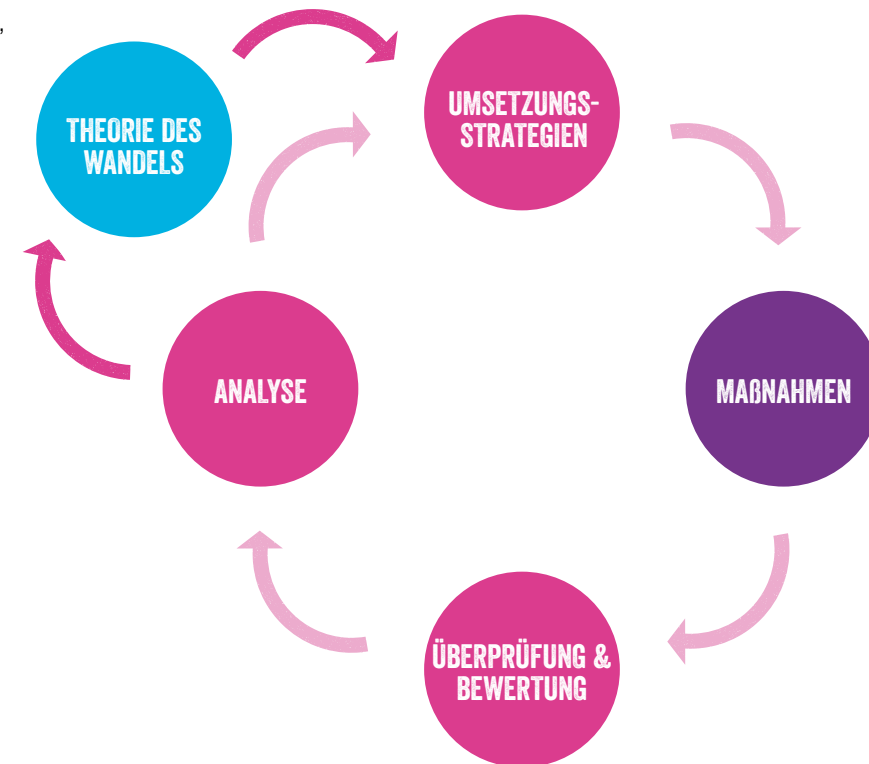 ,
THEORIE DES
WANDELS
UMSETZUNGS-
STRATEGIEN
ANALYSE
MAßNAHMEN
ÜBERPRÜFUNG &
BEWERTUNG